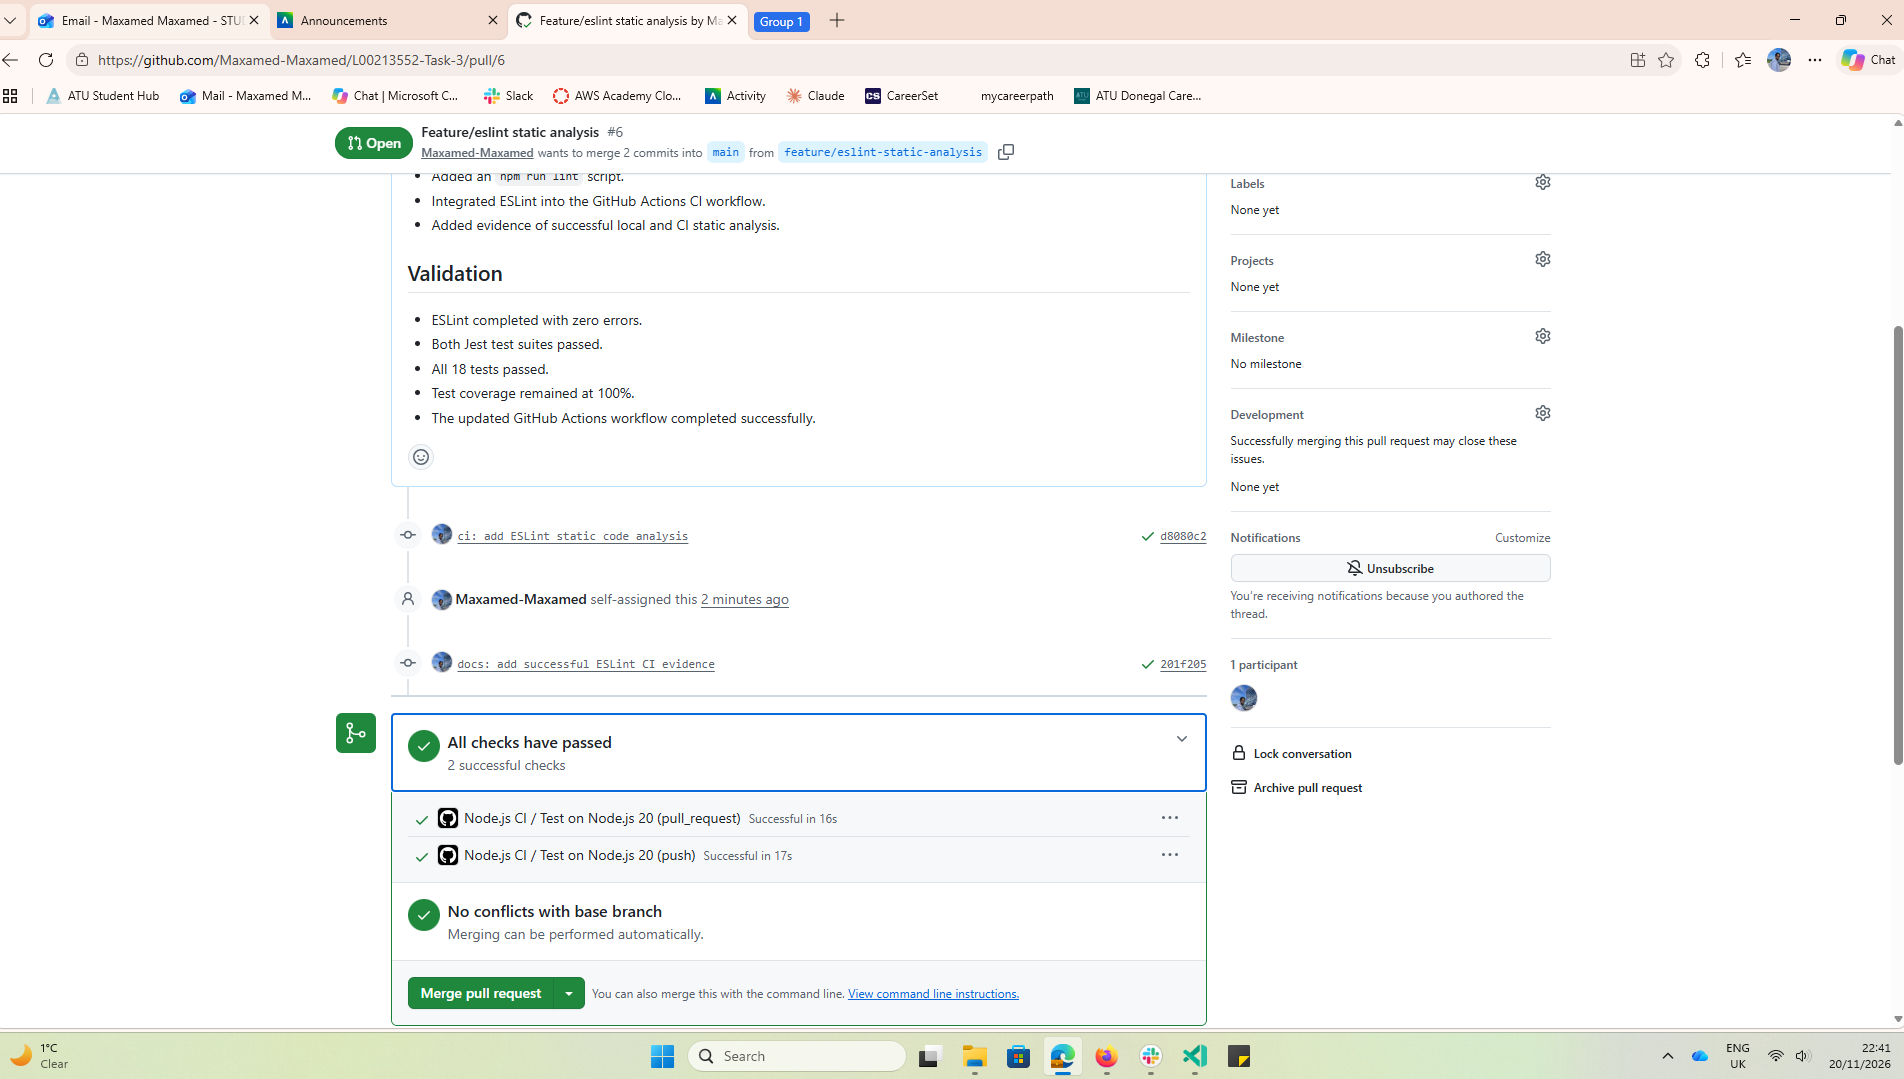 Email - Maxamed Maxamed - STU
Announcements
Feature/eslint static analysis by Ma
Group 1
https://github.com/Maxamed-Maxamed/L00213552-Task-3/pull/6
Chat
ATU Student Hub
Mail - Maxamed M...
Chat | Microsoft C...
Slack
AWS Academy Clo...
Activity
Claude
CS
CareerSet
mycareerpath
ATU Donegal Care...
Open
Feature/eslint static analysis #6
Maxamed-Maxamed wants to merge 2 commits into main from feature/eslint-static-analysis
Added an npm run lint script.
Integrated ESLint into the GitHub Actions CI workflow.
Added evidence of successful local and CI static analysis.
Validation
ESLint completed with zero errors.
Both Jest test suites passed.
All 18 tests passed.
Test coverage remained at 100%.
The updated GitHub Actions workflow completed successfully.
ci: add ESLint static code analysis
d8080c2
Maxamed-Maxamed self-assigned this 2 minutes ago
docs: add successful ESLint CI evidence
201f205
All checks have passed
2 successful checks
Node.js CI / Test on Node.js 20 (pull_request) Successful in 16s
Node.js CI / Test on Node.js 20 (push) Successful in 17s
No conflicts with base branch
Merging can be performed automatically.
Merge pull request
You can also merge this with the command line. View command line instructions.
Labels
None yet
Projects
None yet
Milestone
No milestone
Development
Successfully merging this pull request may close these
issues.
None yet
Notifications
Customize
Unsubscribe
You're receiving notifications because you authored the
thread.
1 participant
Lock conversation
Archive pull request
1°C
Clear
Search
ENG
UK
22:41
20/11/2026